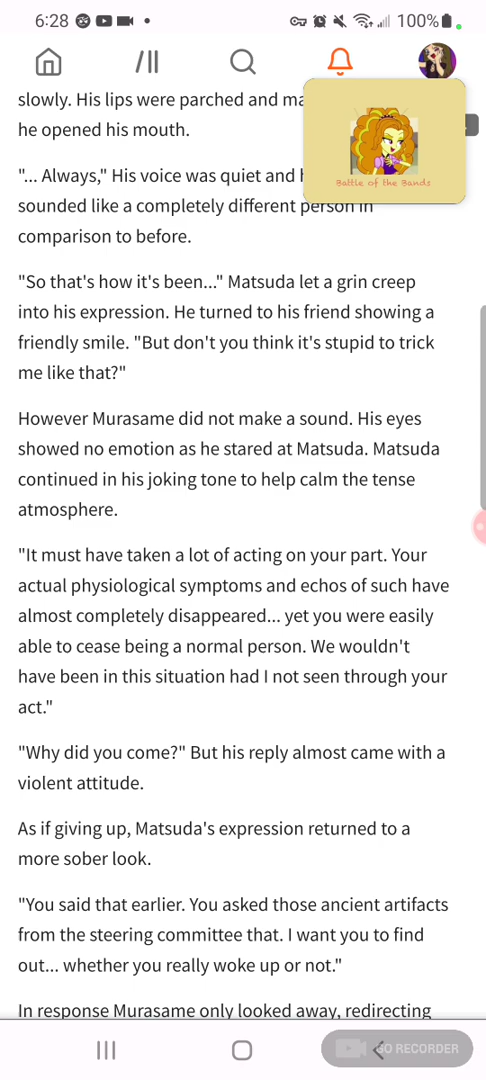 6:28
100%
slowly. His lips were parched and
he opened his mouth.
Battle of the Bands
"... Always," His voice was quiet and
sounded like a completely different person in
comparison to before.
"So that's how it's been..." Matsuda let a grin creep
into his expression. He turned to his friend showing a
friendly smile. "But don't you think it's stupid to trick
me like that?"
However Murasame did not make a sound. His eyes
showed no emotion as he stared at Matsuda. Matsuda
continued in his joking tone to help calm the tense
atmosphere.
"It must have taken a lot of acting on your part. Your
actual physiological symptoms and echos of such have
almost completely disappeared... yet you were easily
able to cease being a normal person. We wouldn't
have been in this situation had I not seen through your
act."
"Why did you come?" But his reply almost came with a
violent attitude.
As if giving up, Matsuda's expression returned to a
more sober look.
"You said that earlier. You asked those ancient artifacts
from the steering committee that. I want you to find
out... whether you really woke up or not."
In response Murasame only looked away, redirecting
GO RECORDER